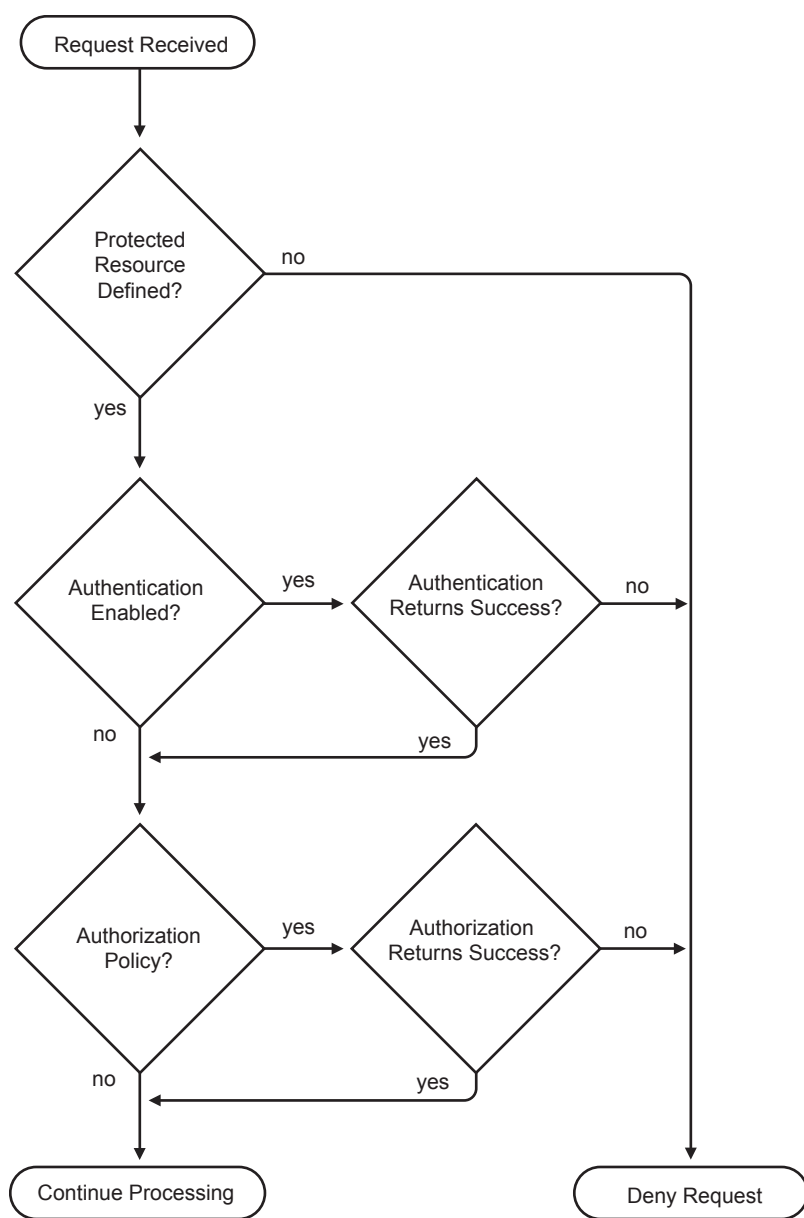 Request Received
Protected
Resource
Defined?
no
yes
Authentication
Enabled?
yes
Authentication
Returns Success?
no
no
yes
Authorization
Policy?
yes
Authorization
Returns Success?
no
no
yes
Continue Processing
Deny Request